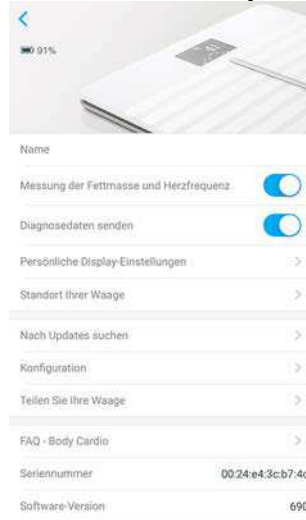 91%
Name
Messung der Fettmasse und Herzfrequenz
Diagnosedaten senden
Persönliche Display-Einstellungen
Standort Ihrer Waage
Nach Updates suchen
Konfiguration
Teilen Sie Ihre Waage
FAQ - Body Cardio
Seriennummer 00:24:e4:3c:b7:4c
Software-Version 690